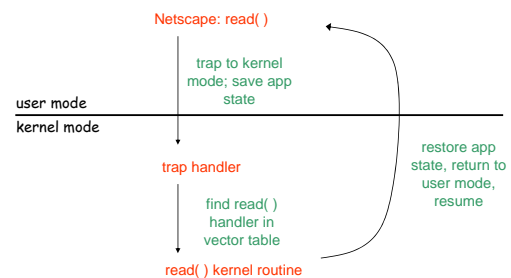 Netscape: read( )
trap to kernel
mode; save app
state
user mode
kernel mode
trap handler
restore app
state, return to
user mode,
resume
find read( )
handler in
vector table
read( ) kernel routine